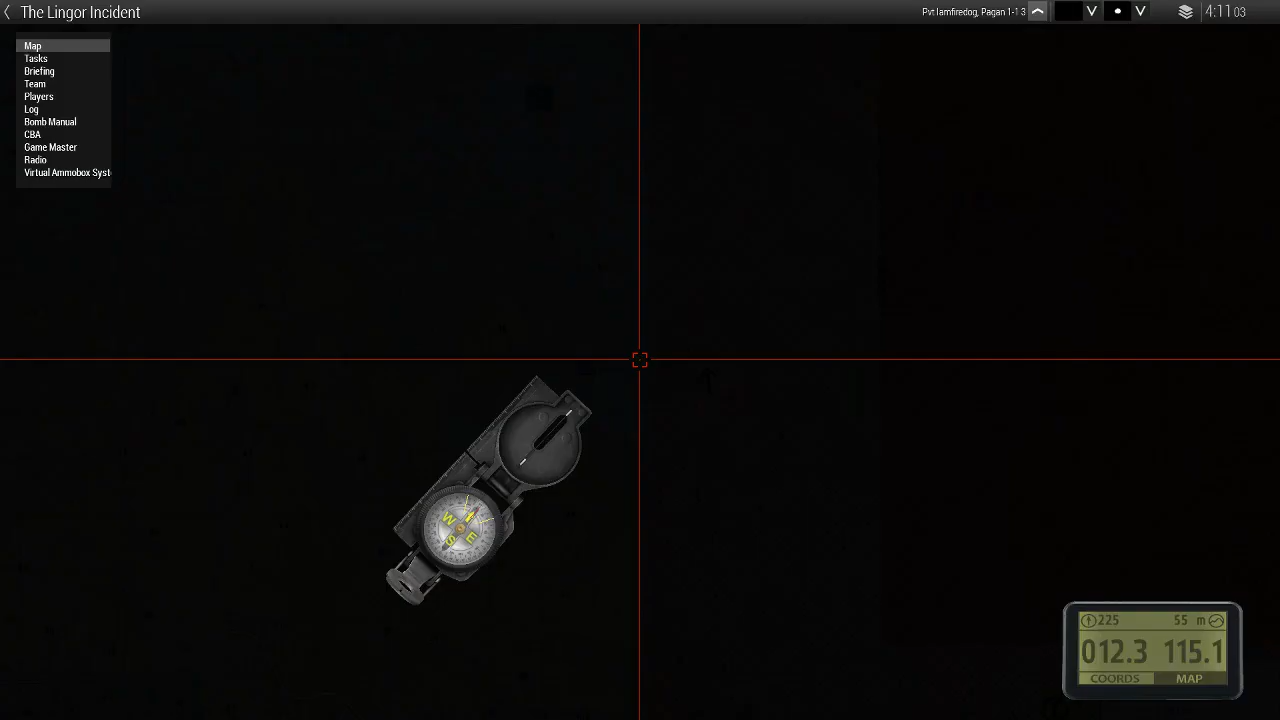 The Lingor Incident
Pvt Iamfiredog, Pagan 1-1 3
4:11 03
Map
Tasks
Briefing
Team
Players
Log
Bomb Manual
CBA
Game Master
Radio
Virtual Ammobox Syst
W
E
S
225 55 m
012.3 115.1
COORDS MAP